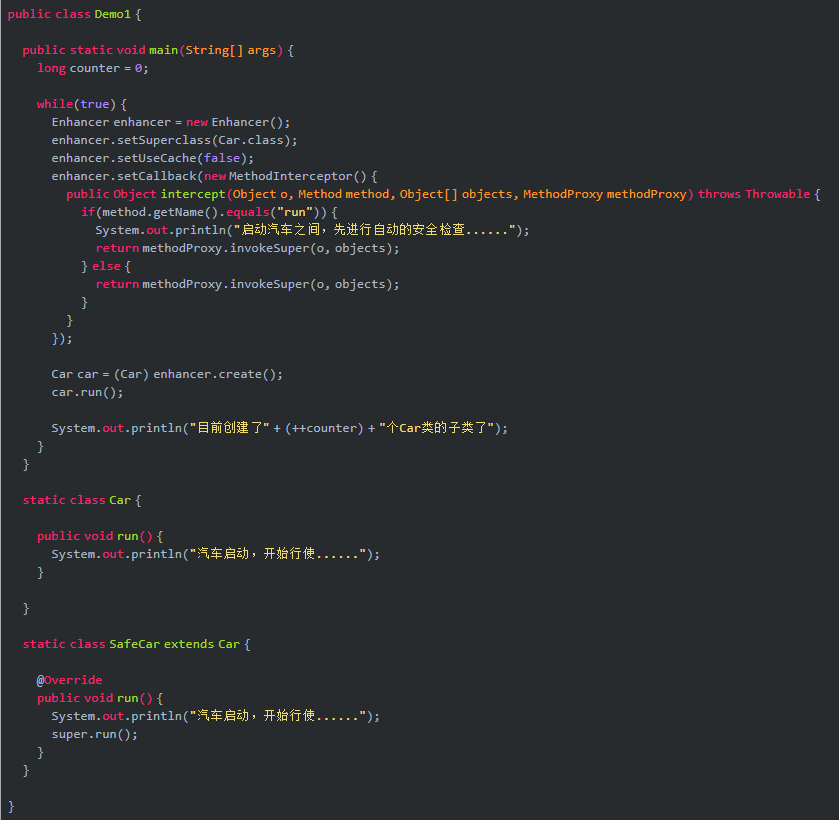 public class Demo1 {
public static void main(String[] args) {
long counter = 0;
while(true) {
Enhancer enhancer = new Enhancer();
enhancer.setSuperclass(Car.class);
enhancer.setUseCache(false);
enhancer.setCallback(new MethodInterceptor() {
public Object intercept(Object o, Method method, Object[] objects, MethodProxy methodProxy) throws Throwable {
if(method.getName().equals("run")) {
System.out.println("启动汽车之间，先进行自动的安全检查......");
return methodProxy.invokeSuper(o, objects);
} else {
return methodProxy.invokeSuper(o, objects);
}
}
});
Car car = (Car) enhancer.create();
car.run();
System.out.println("目前创建了" + (++counter) + "个Car类的子类了");
}
}
static class Car {
public void run() {
System.out.println("汽车启动，开始行使......");
}
}
static class SafeCar extends Car {
@Override
public void run() {
System.out.println("汽车启动，开始行使......");
super.run();
}
}
}